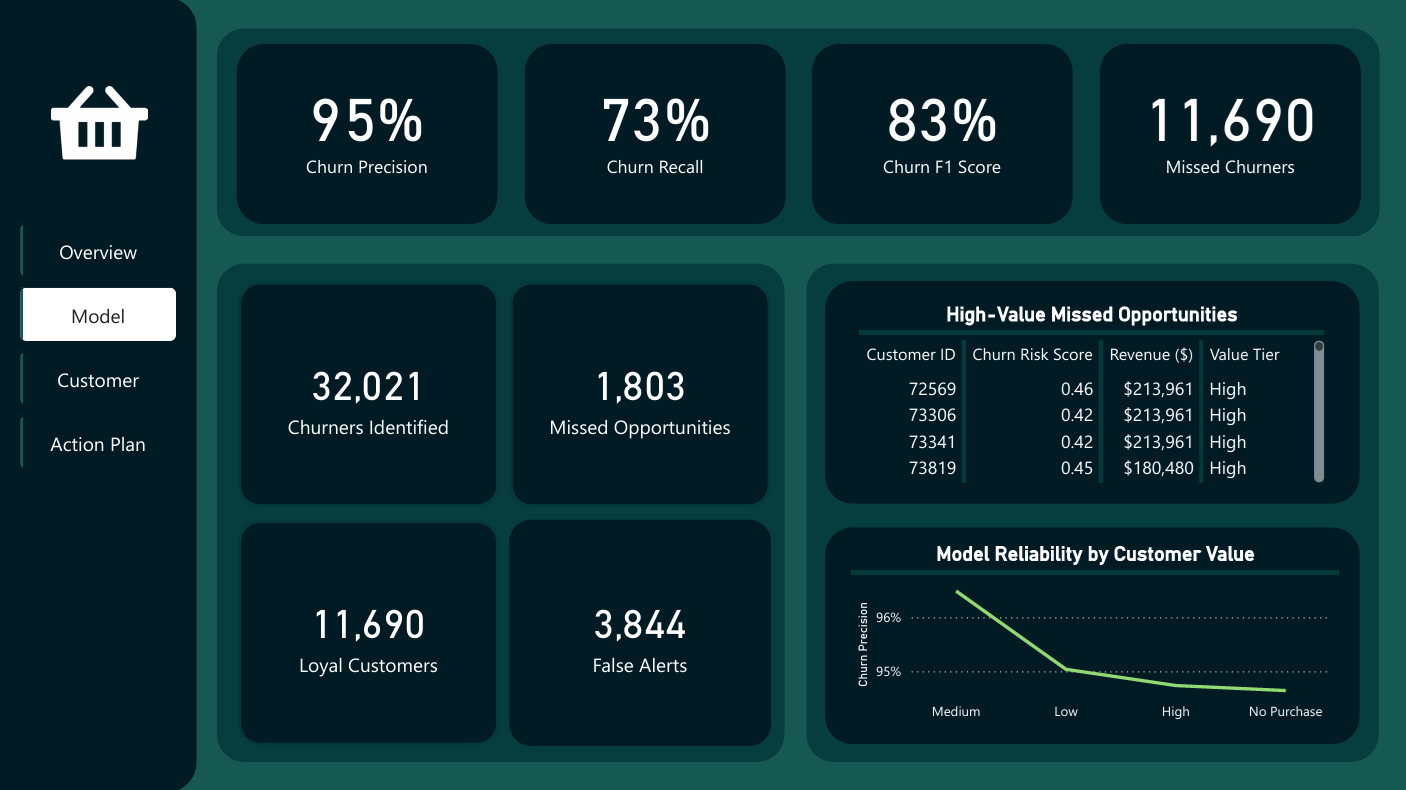 95%
Churn Precision
73%
Churn Recall
83%
Churn F1 Score
11,690
Missed Churners
Overview
Model
Customer
Action Plan
32,021
Churners Identified
1,803
Missed Opportunities
11,690
Loyal Customers
3,844
False Alerts
High-Value Missed Opportunities
Customer ID Churn Risk Score Revenue ($) Value Tier
72569 0.46 $213,961 High
73306 0.42 $213,961 High
73341 0.42 $213,961 High
73819 0.45 $180,480 High
Model Reliability by Customer Value
Churn Precision
96%
95%
Medium Low High No Purchase